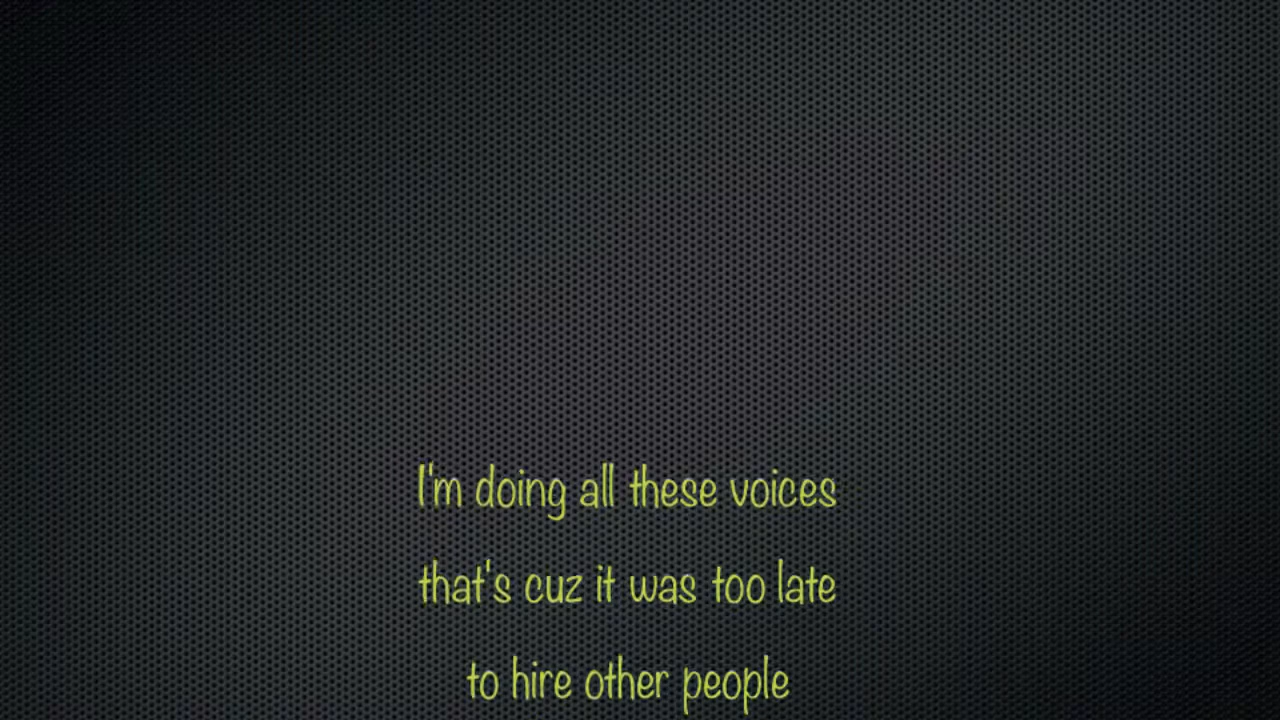 I'm doing all these voices
that's cuz it was too late
to hire other people